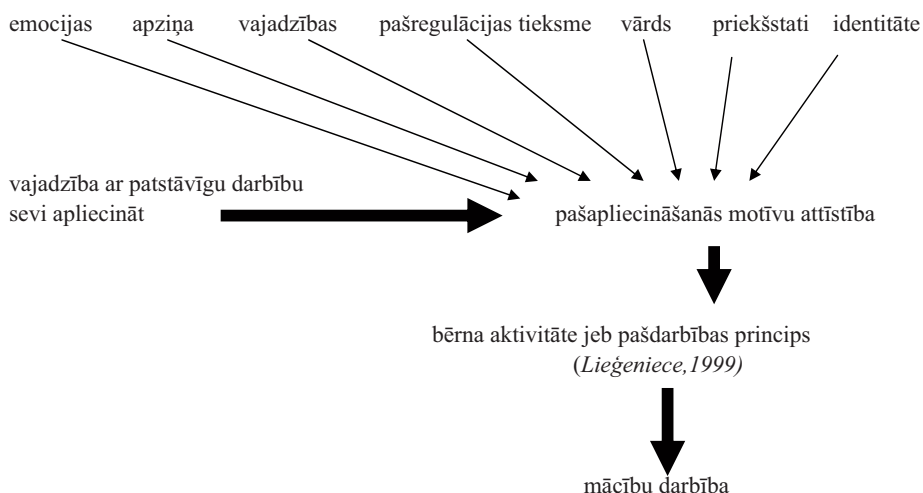 emocijas apziņa vajadzības pašregulācijas tieksme vārds priekšstati identitāte
vajadzība ar patstāvīgu darbību
sevi apliecināt
pašapliecināšanās motīvu attīstība
bērna aktivitāte jeb pašdarbības princips
(Lieģeniece,1999)
mācību darbība